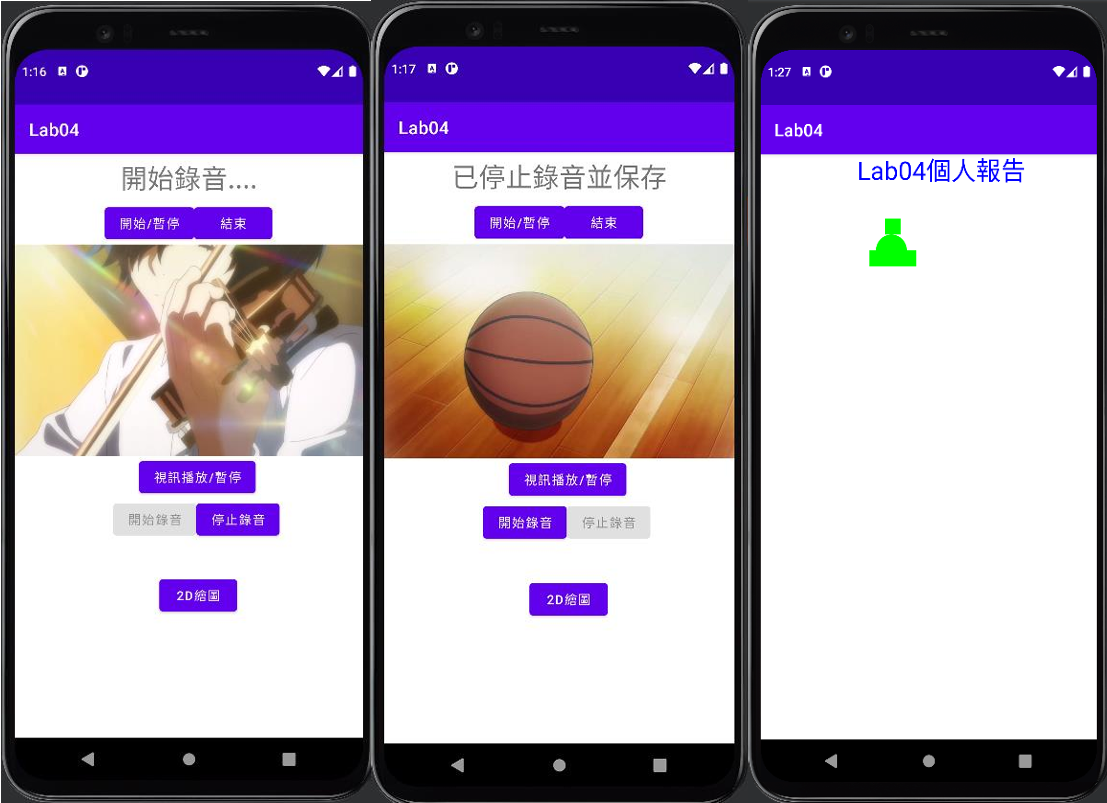 1:16
Lab04
開始錄音....
開始/暫停 結束
視訊播放/暫停
開始錄音 停止錄音
2D繪圖
1:17
Lab04
已停止錄音並保存
開始/暫停 結束
視訊播放/暫停
開始錄音 停止錄音
2D繪圖
1:27
Lab04
Lab04個人報告